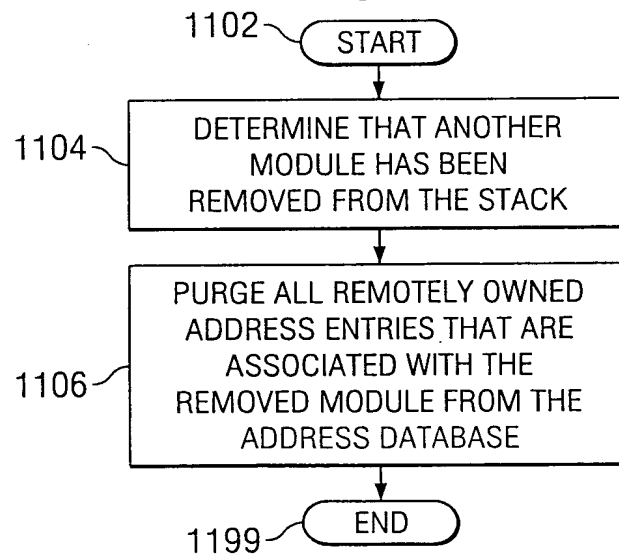 1102
START
1104
DETERMINE THAT ANOTHER
MODULE HAS BEEN
REMOVED FROM THE STACK
1106
PURGE ALL REMOTELY OWNED
ADDRESS ENTRIES THAT ARE
ASSOCIATED WITH THE
REMOVED MODULE FROM THE
ADDRESS DATABASE
1199
END